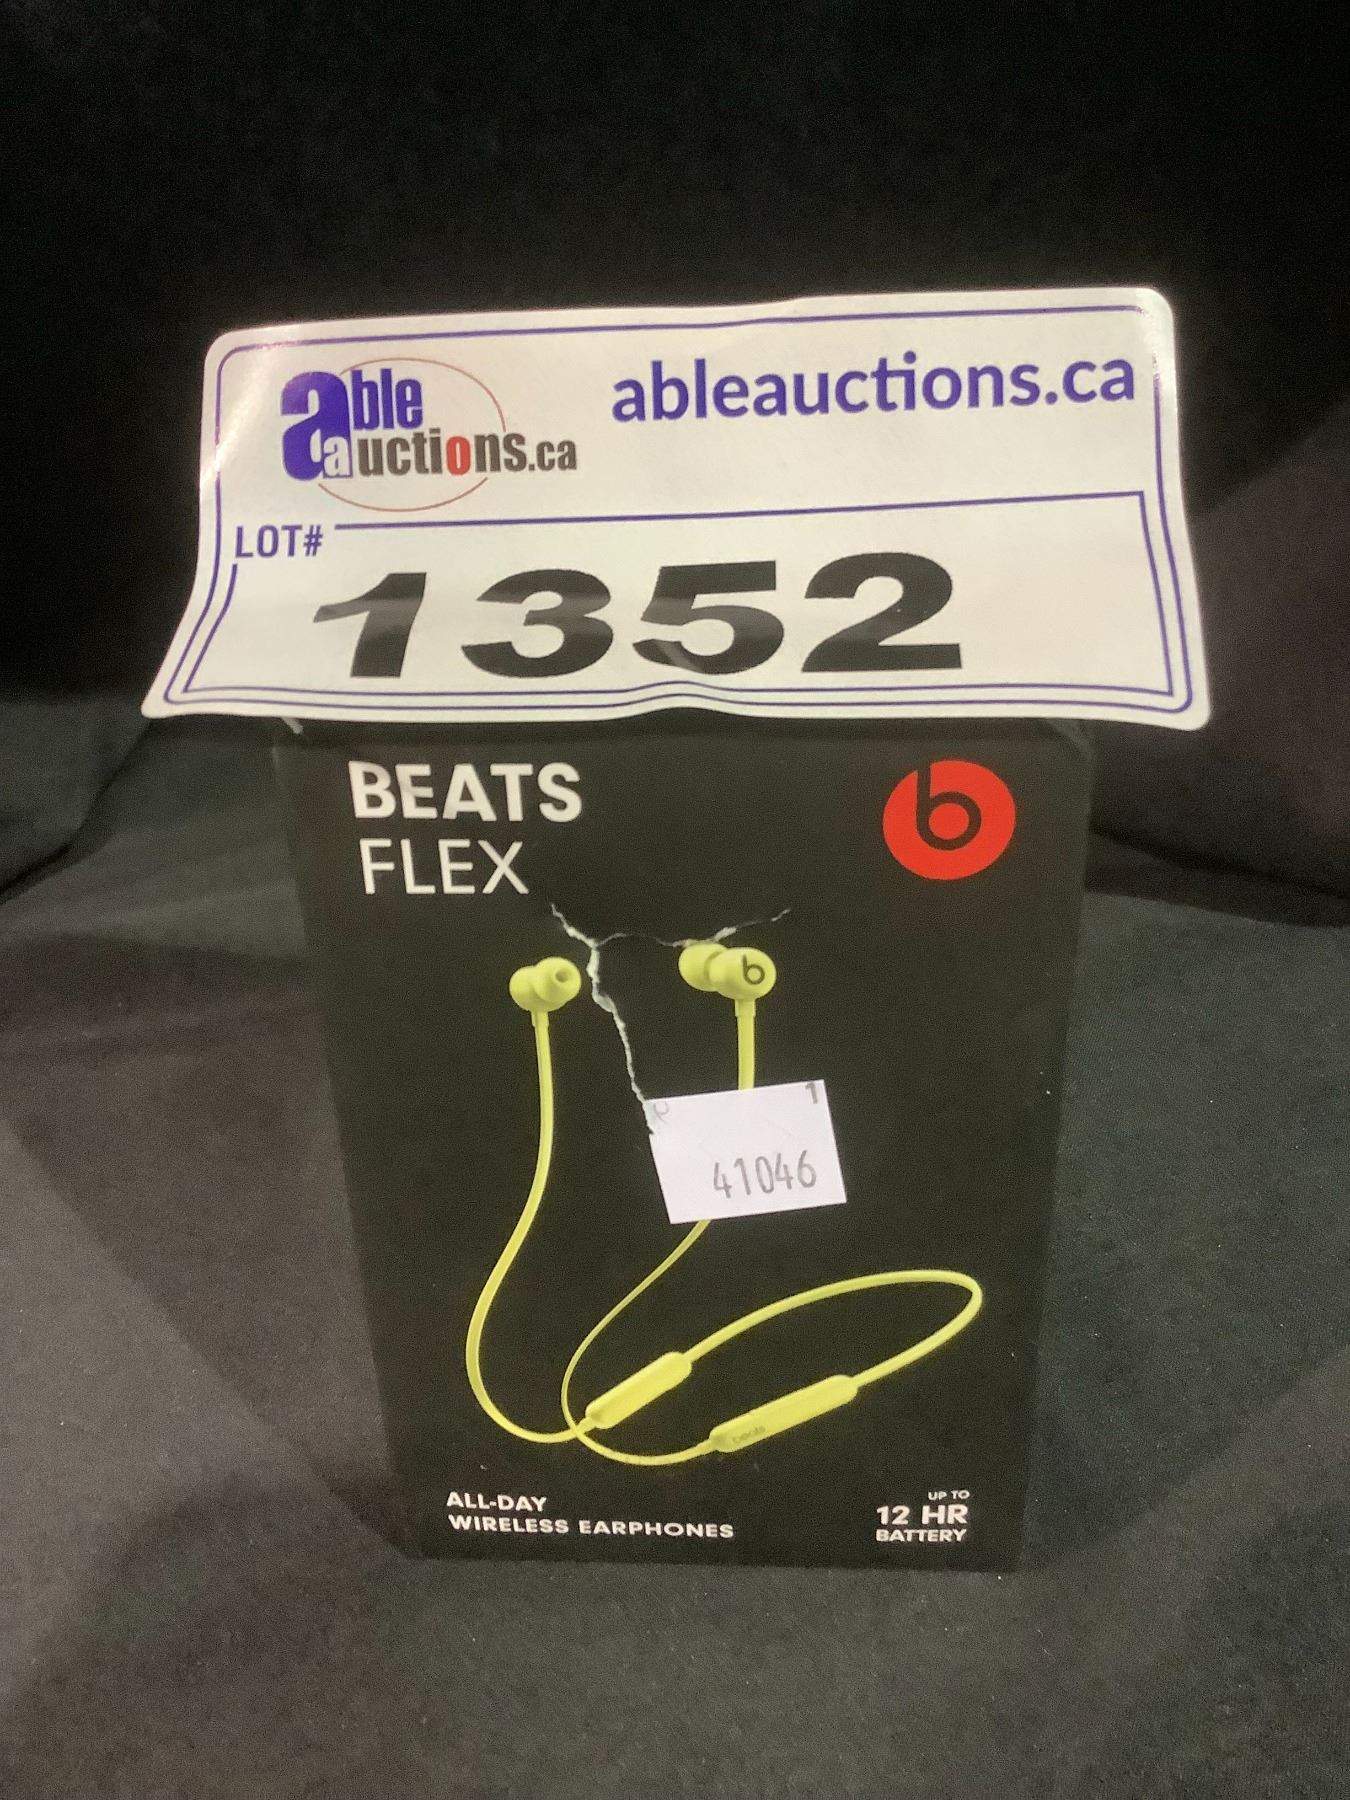 able
auctions.ca
ableauctions.ca
LOT#
1352
BEATS
FLEX
b
b
1
41046
beats
ALL-DAY
WIRELESS EARPHONES
UP TO
12 HR
BATTERY